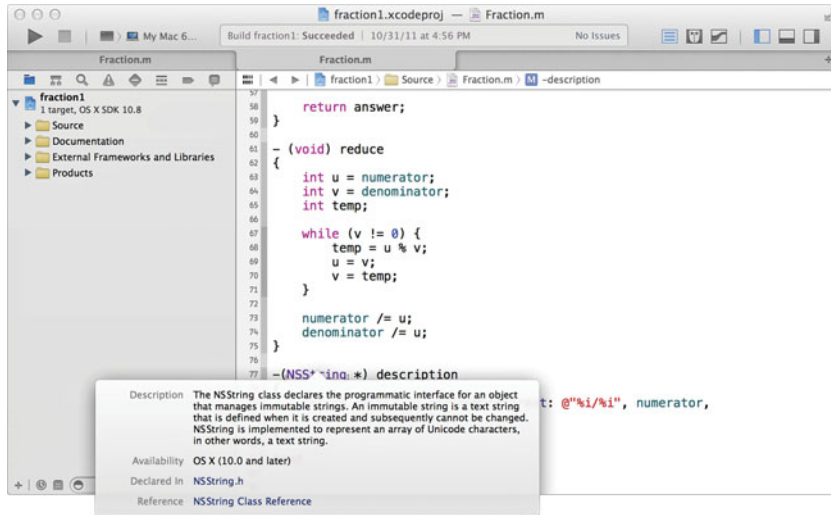 fraction1.xcodeproj — Fraction.m
My Mac 6...
Build fraction1: Succeeded | 10/31/11 at 4:56 PM
No Issues
Fraction.m
Fraction.m
fraction1
Source
Fraction.m
M -description
fraction1
1 target, OS X SDK 10.8
Source
Documentation
External Frameworks and Libraries
Products
57
58 return answer;
59 }
60
61 - (void) reduce
62 {
63 int u = numerator;
64 int v = denominator;
65 int temp;
66
67 while (v != 0) {
68 temp = u % v;
69 u = v;
70 v = temp;
71 }
72
73 numerator /= u;
74 denominator /= u;
75 }
76
77 -(NSString *) description
t: @"%i/%i", numerator,
Description The NSString class declares the programmatic interface for an object
that manages immutable strings. An immutable string is a text string
that is defined when it is created and subsequently cannot be changed.
NSString is implemented to represent an array of Unicode characters,
in other words, a text string.
Availability OS X (10.0 and later)
Declared In NSString.h
Reference NSString Class Reference